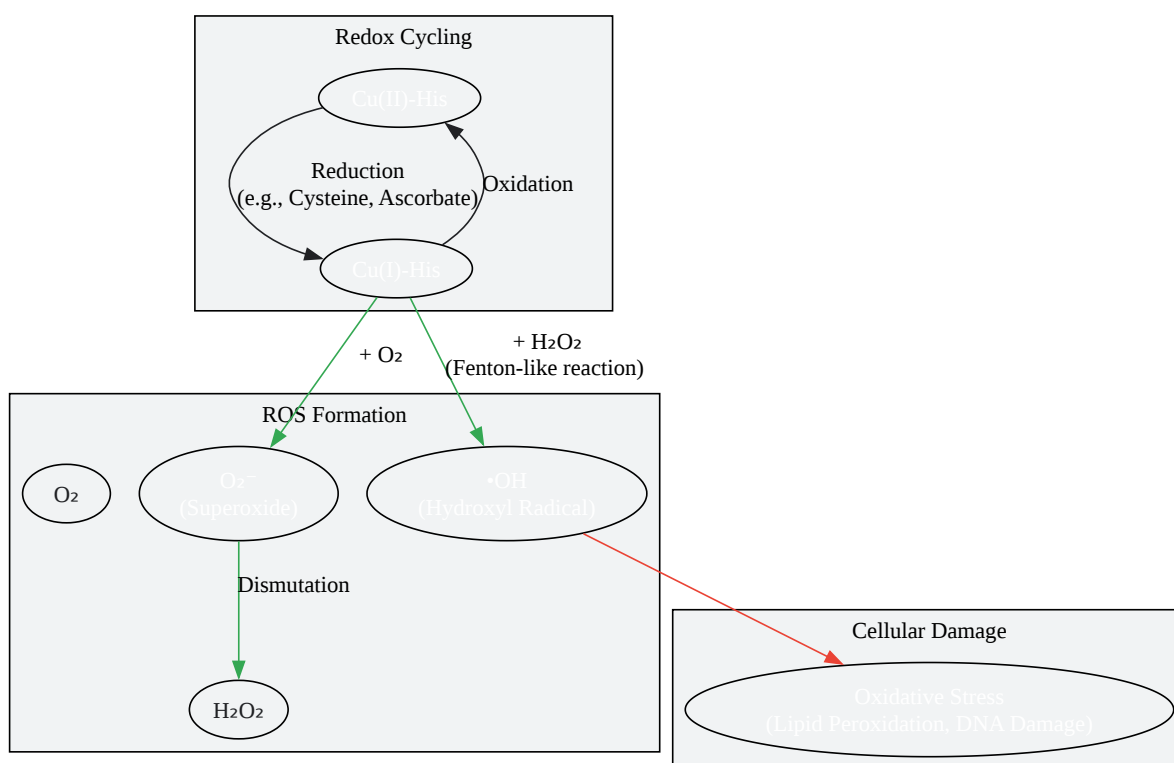 Redox Cycling
Cu(II)-His
Reduction
(e.g., Cysteine, Ascorbate)
Oxidation
Cu(I)-His
+ O₂
+ H₂O₂
(Fenton-like reaction)
ROS Formation
O₂
O₂⁻
(Superoxide)
•OH
(Hydroxyl Radical)
Dismutation
H₂O₂
Cellular Damage
Oxidative Stress
(Lipid Peroxidation, DNA Damage)